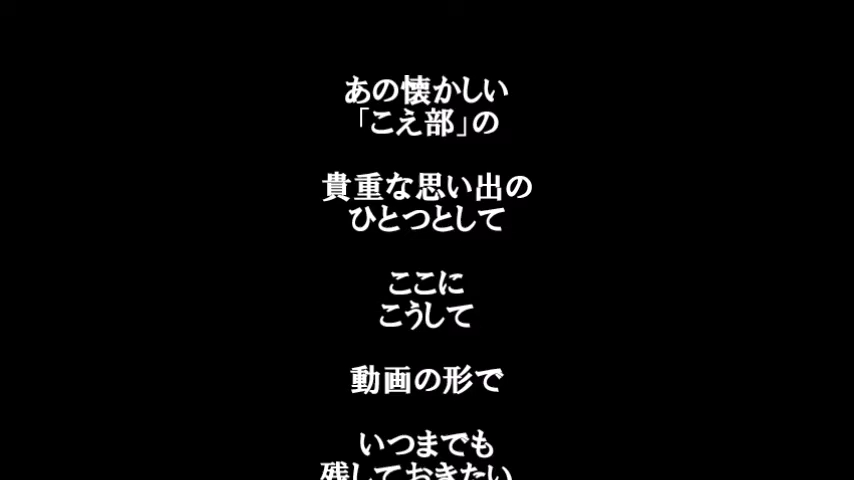 あの懐かしい
「こえ部」の
貴重な思い出の
ひとつとして
ここに
こうして
動画の形で
いつまでも
残しておきたい